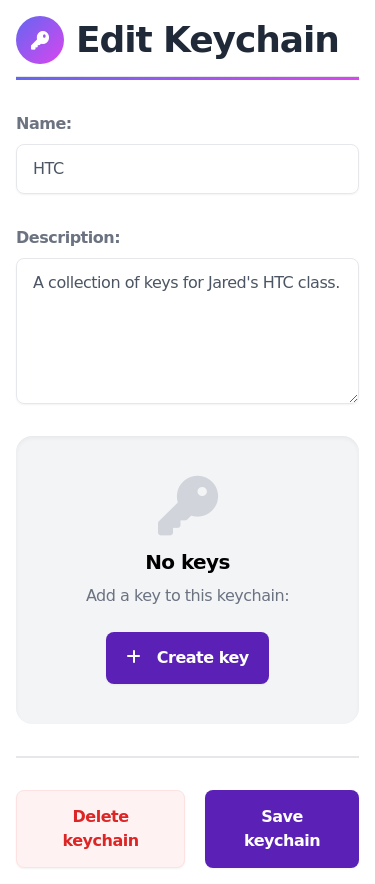 Edit Keychain
Name:
HTC
Description:
A collection of keys for Jared's HTC class.
No keys
Add a key to this keychain:
+ Create key
Delete
keychain
Save
keychain